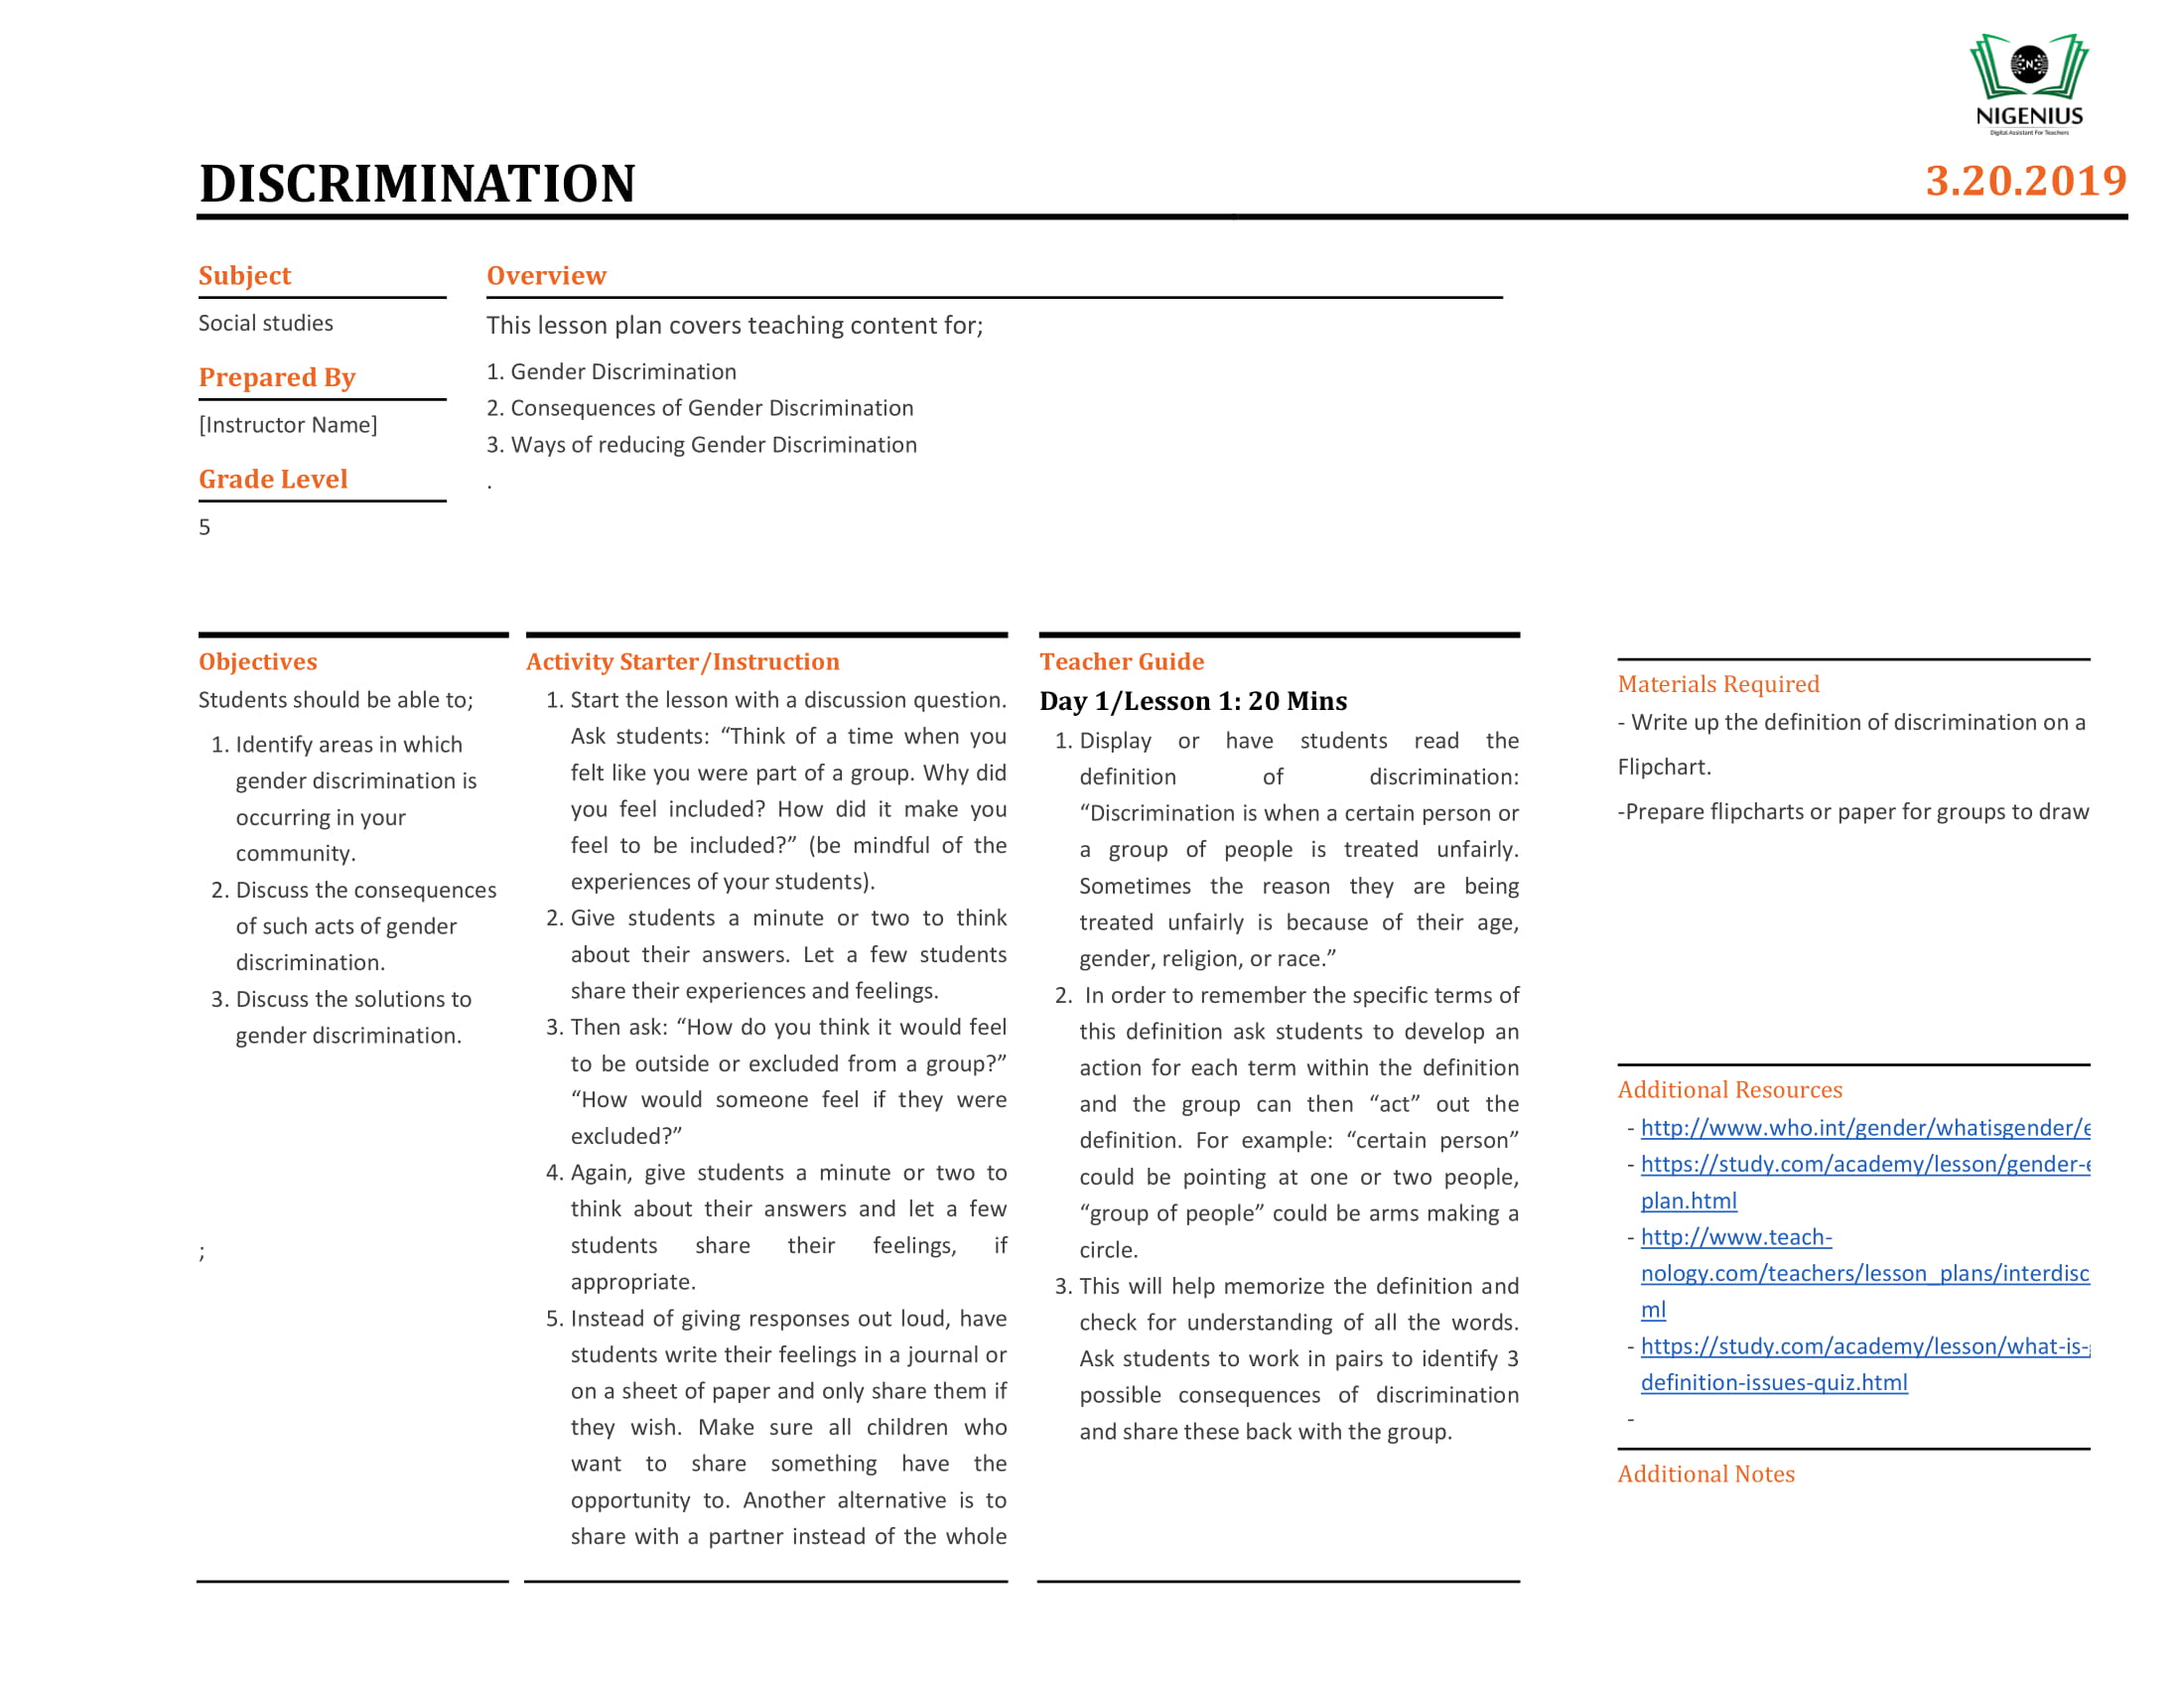 NIGENIUS
Digital Assistant For Teachers
DISCRIMINATION
3.20.2019
Subject
Social studies
Prepared By
[Instructor Name]
Grade Level
5
Overview
This lesson plan covers teaching content for;
1. Gender Discrimination
2. Consequences of Gender Discrimination
3. Ways of reducing Gender Discrimination
.
Objectives
Students should be able to;
1. Identify areas in which
gender discrimination is
occurring in your
community.
2. Discuss the consequences
of such acts of gender
discrimination.
3. Discuss the solutions to
gender discrimination.
;
Activity Starter/Instruction
1. Start the lesson with a discussion question.
Ask students: “Think of a time when you
felt like you were part of a group. Why did
you feel included? How did it make you
feel to be included?” (be mindful of the
experiences of your students).
2. Give students a minute or two to think
about their answers. Let a few students
share their experiences and feelings.
3. Then ask: “How do you think it would feel
to be outside or excluded from a group?”
“How would someone feel if they were
excluded?”
4. Again, give students a minute or two to
think about their answers and let a few
students share their feelings, if
appropriate.
5. Instead of giving responses out loud, have
students write their feelings in a journal or
on a sheet of paper and only share them if
they wish. Make sure all children who
want to share something have the
opportunity to. Another alternative is to
share with a partner instead of the whole
Teacher Guide
Day 1/Lesson 1: 20 Mins
1. Display or have students read the
definition of discrimination:
“Discrimination is when a certain person or
a group of people is treated unfairly.
Sometimes the reason they are being
treated unfairly is because of their age,
gender, religion, or race.”
2. In order to remember the specific terms of
this definition ask students to develop an
action for each term within the definition
and the group can then “act” out the
definition. For example: “certain person”
could be pointing at one or two people,
“group of people” could be arms making a
circle.
3. This will help memorize the definition and
check for understanding of all the words.
Ask students to work in pairs to identify 3
possible consequences of discrimination
and share these back with the group.
Materials Required
- Write up the definition of discrimination on a
Flipchart.
-Prepare flipcharts or paper for groups to draw
Additional Resources
- http://www.who.int/gender/whatisgender/e
- https://study.com/academy/lesson/gender-e
plan.html
- http://www.teach-
nology.com/teachers/lesson_plans/interdisc
ml
- https://study.com/academy/lesson/what-is-
definition-issues-quiz.html
-
Additional Notes